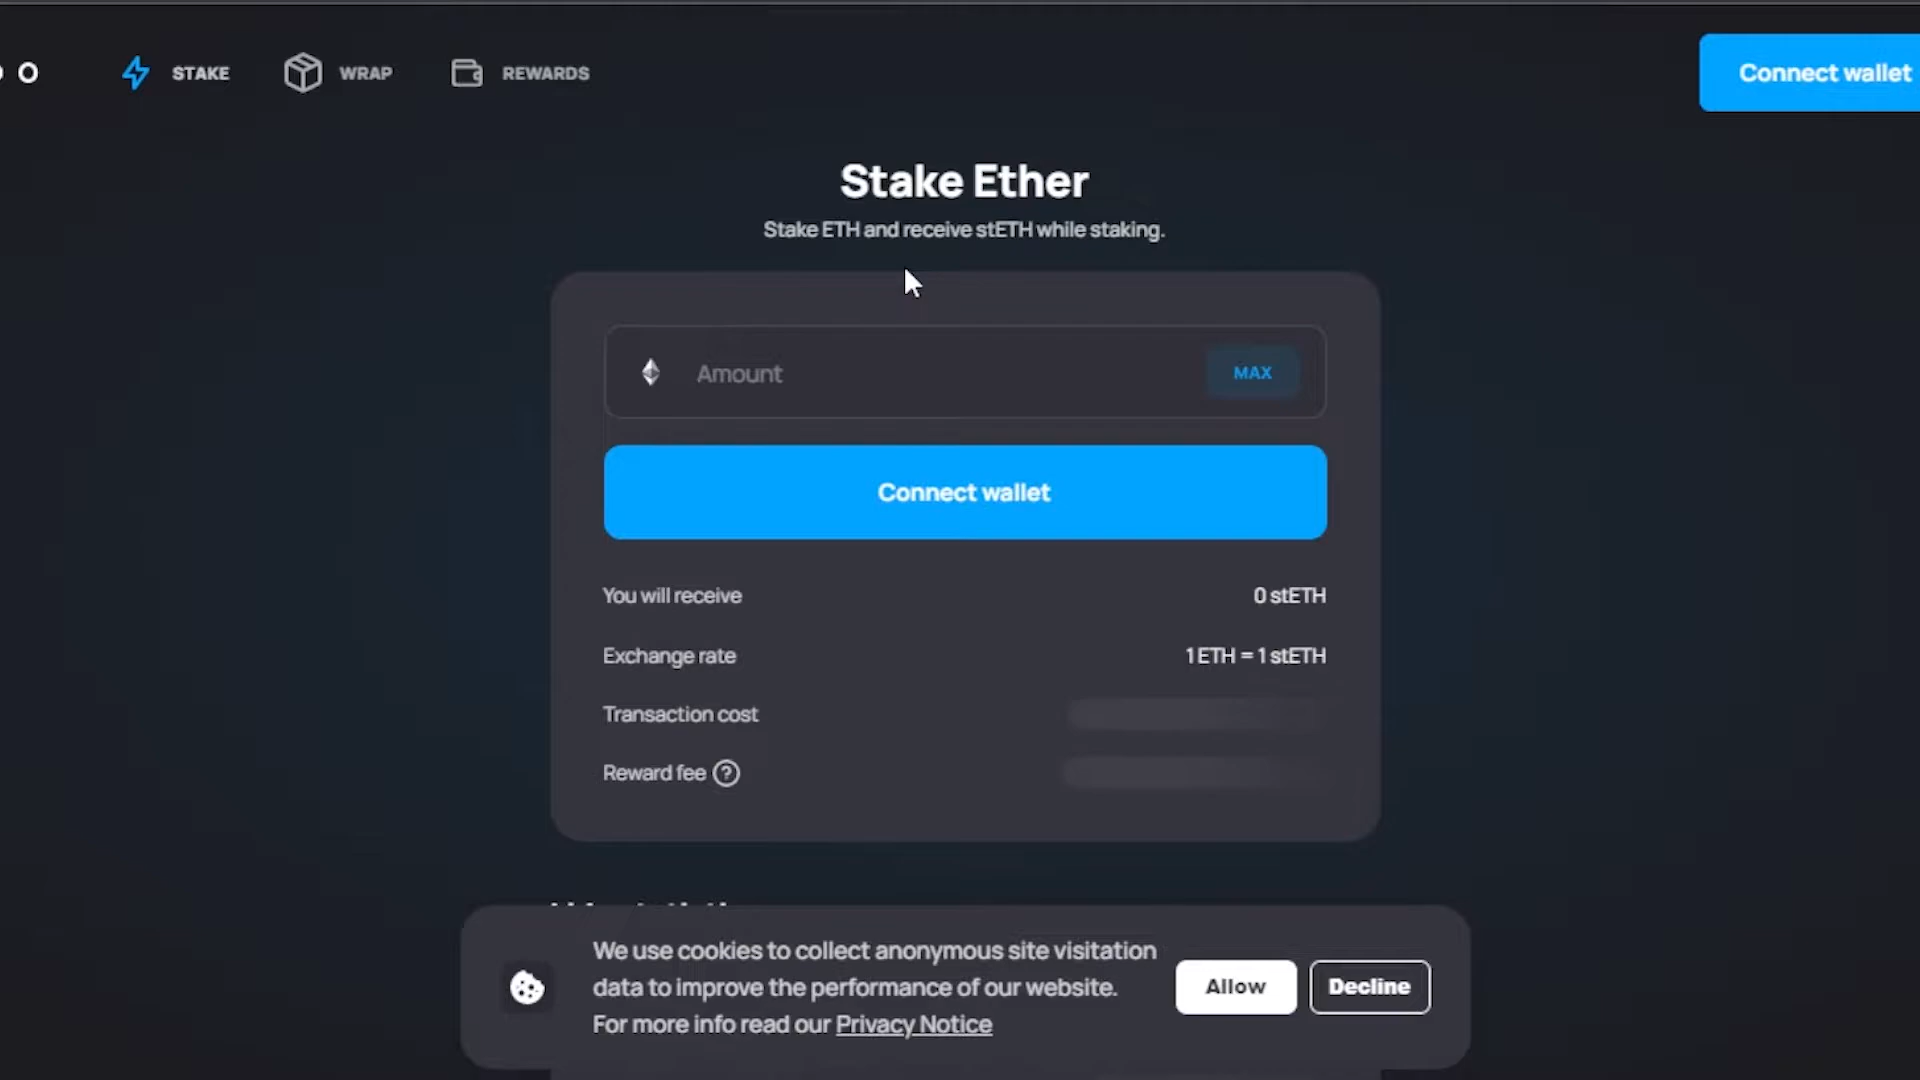 O
STAKE
WRAP
REWARDS
Connect wallet
Stake Ether
Stake ETH and receive stETH while staking.
Amount
MAX
Connect wallet
You will receive
0 stETH
Exchange rate
1 ETH = 1 stETH
Transaction cost
Reward fee ?
We use cookies to collect anonymous site visitation
data to improve the performance of our website.
For more info read our Privacy Notice
Allow
Decline